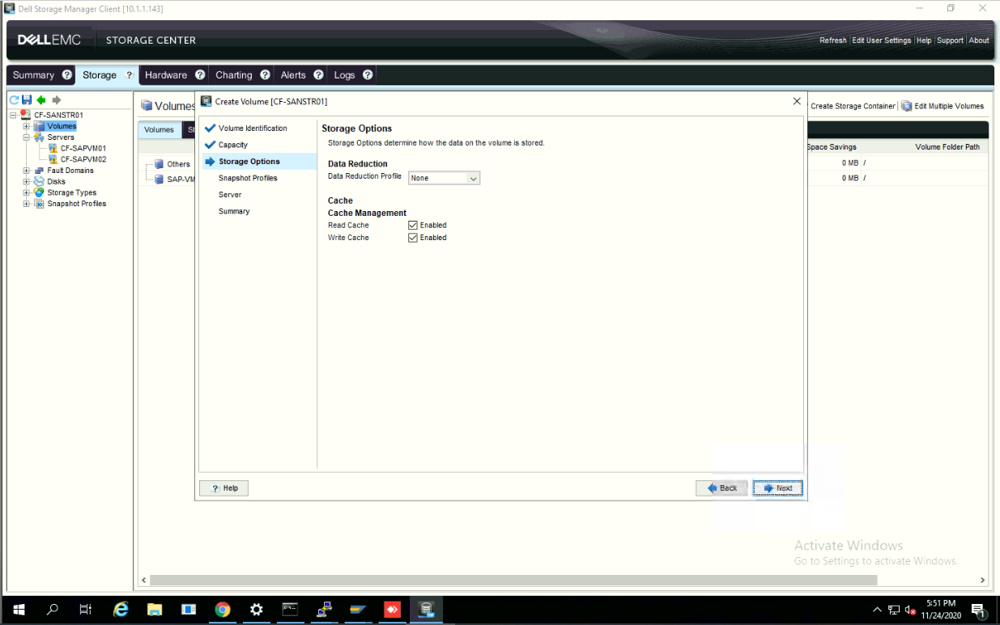 Dell Storage Manager Client [10.1.1.143]
DELLEMC STORAGE CENTER
Refresh Edit User Settings Help Support About
Summary ? Storage ? Hardware ? Charting ? Alerts ? Logs ?
CF-SANSTR01
Volumes
Servers
CF-SAPVM01
CF-SAPVM02
Fault Domains
Disks
Storage Types
Snapshot Profiles
Volumes
Create Storage Container Edit Multiple Volumes
Volumes St
Space Savings Volume Folder Path
Others 0 MB /
SAP-VM 0 MB /
Create Volume [CF-SANSTR01]
Volume Identification
Capacity
Storage Options
Snapshot Profiles
Server
Summary
Storage Options
Storage Options determine how the data on the volume is stored.
Data Reduction
Data Reduction Profile None
Cache
Cache Management
Read Cache Enabled
Write Cache Enabled
? Help
Back Next
Activate Windows
Go to Settings to activate Windows.
5:51 PM
11/24/2020
1